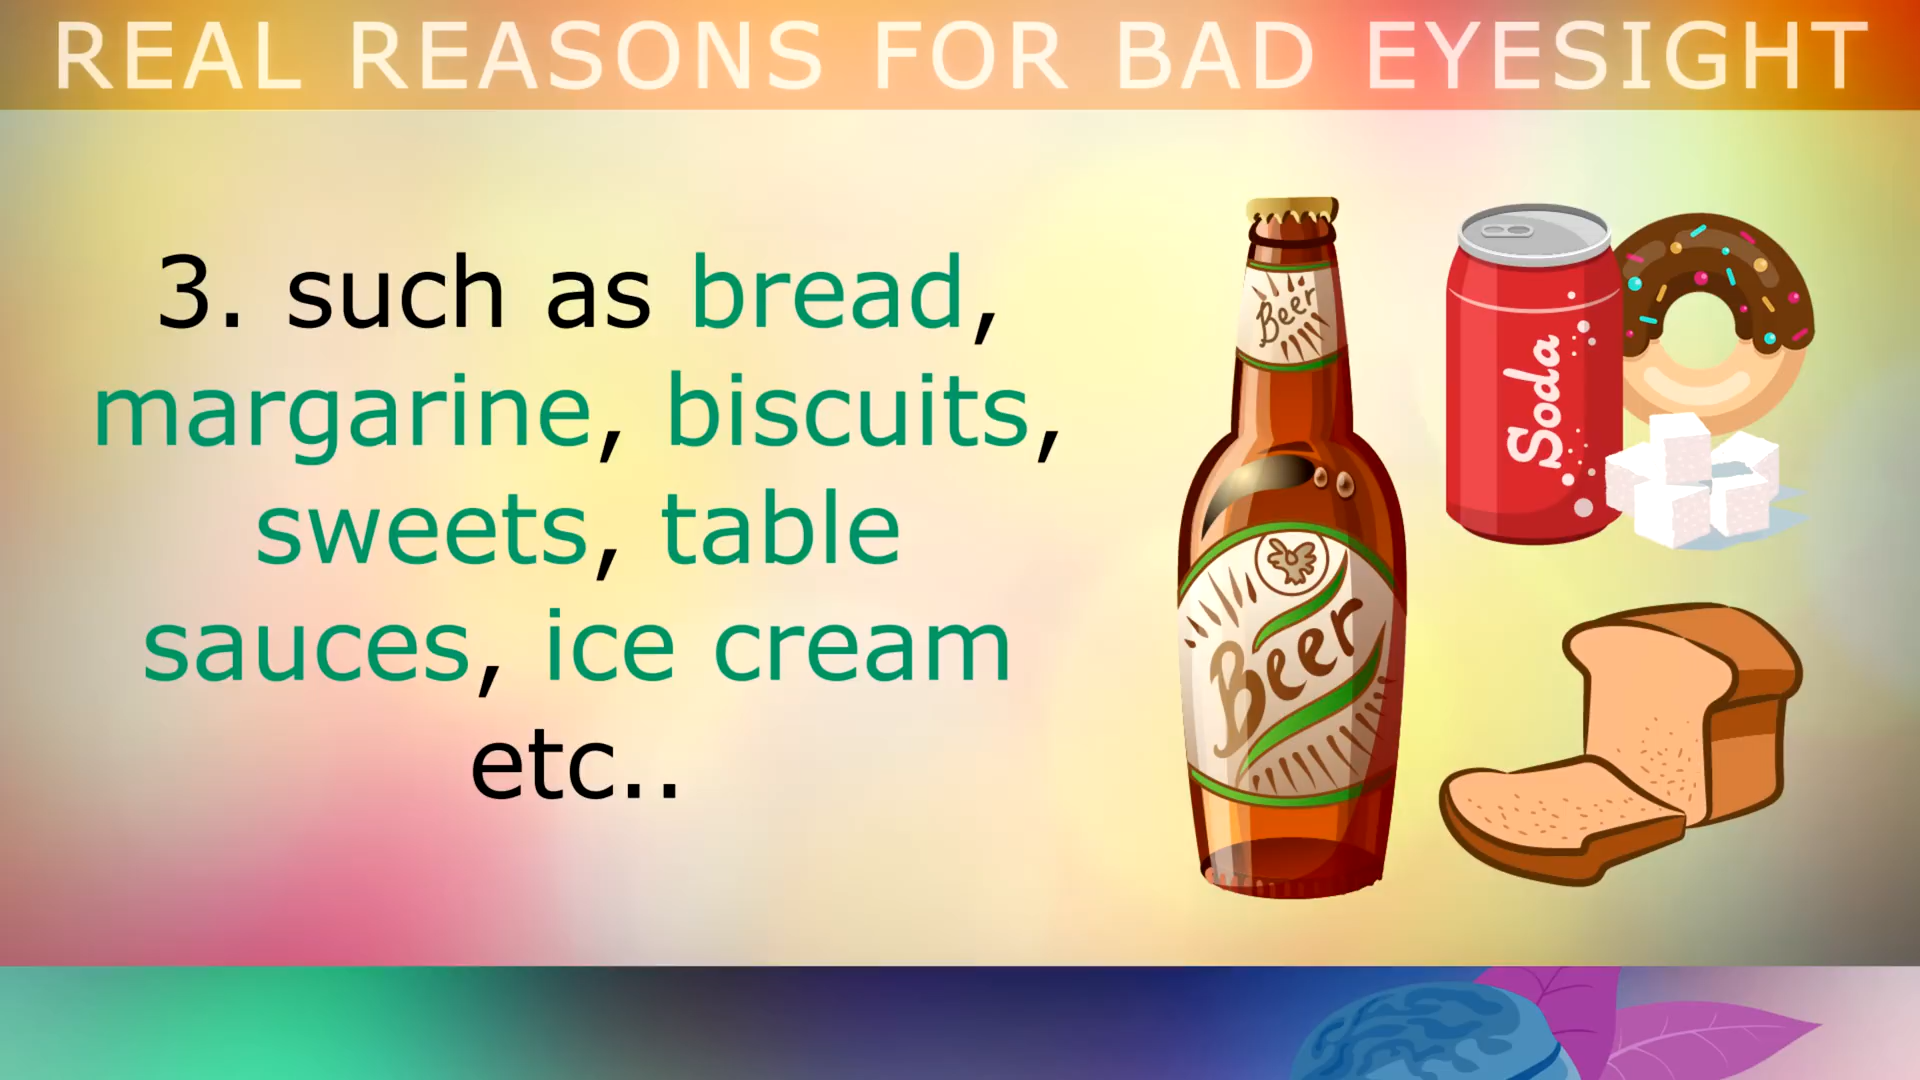 REAL REASONS FOR BAD EYESIGHT
3. such as bread,
margarine, biscuits,
sweets, table
sauces, ice cream
etc..
Beer
Beer
Soda